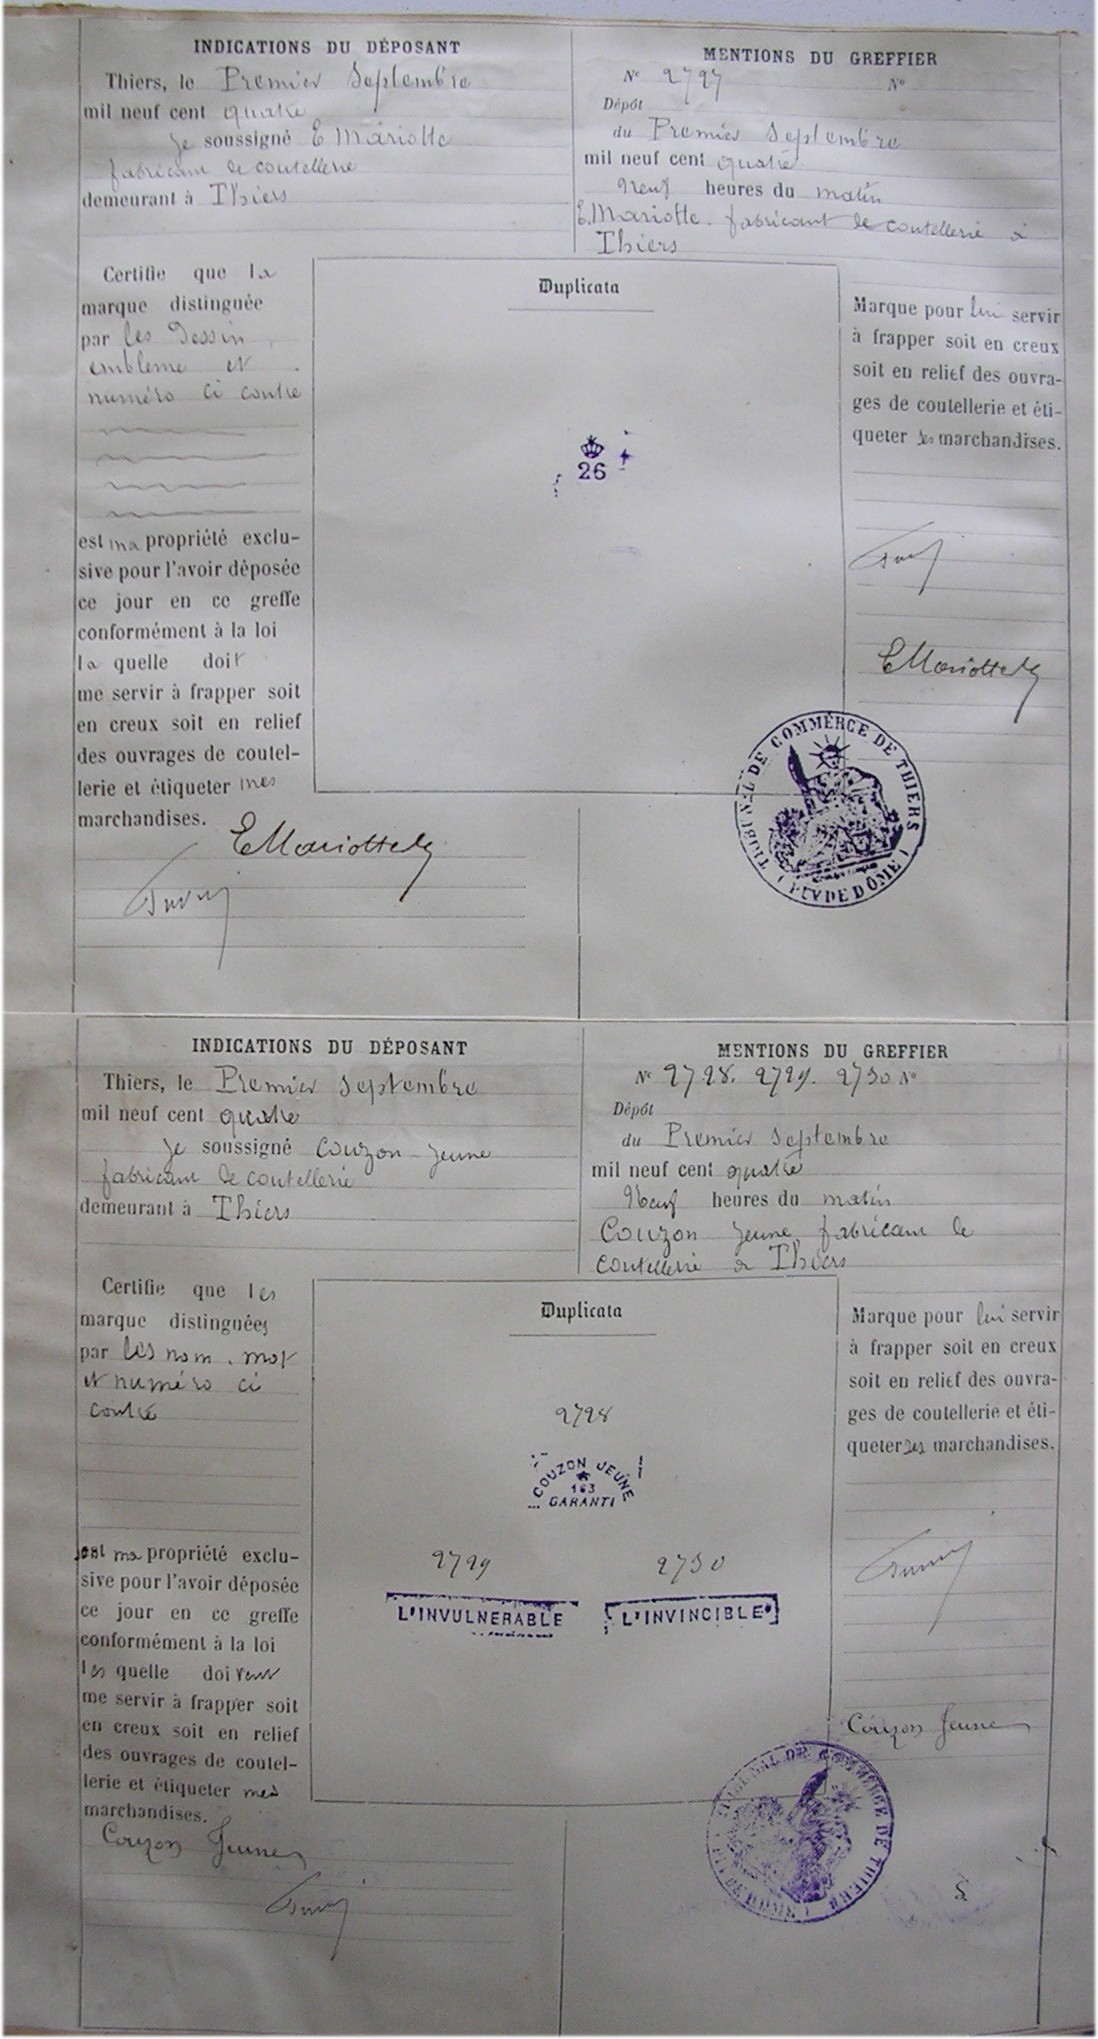 INDICATIONS DU DÉPOSANT
Thiers, le Premier Septembre
mil neuf cent quatre
je soussigné E Mariotte
fabricant de coutellerie
demeurant à Thiers
MENTIONS DU GREFFIER
N° 2727 N°
Dépôt
du Premier Septembre
mil neuf cent quatre
Neuf heures du matin
E. Mariotte. fabricant de coutellerie à
Thiers
Certifie que la
marque distinguée
par les Dessin,
emblème et
numéro ci contre
est ma propriété exclu-
sive pour l'avoir déposée
ce jour en ce greffe
conformément à la loi
la quelle doit
me servir à frapper soit
en creux soit en relief
des ouvrages de coutel-
lerie et étiqueter mes
marchandises.
E Mariotte
Duplicata
26
Marque pour lui servir
à frapper soit en creux
soit en relief des ouvra-
ges de coutellerie et éti-
queter ses marchandises.
E Mariotte
TRIBUNAL DE COMMERCE DE THIERS
(PUY DE DÔME)
INDICATIONS DU DÉPOSANT
Thiers, le Premier Septembre
mil neuf cent quatre
je soussigné Couzon Jeune
fabricant de coutellerie
demeurant à Thiers
MENTIONS DU GREFFIER
N° 2728. 2729. 2730 N°
Dépôt
du Premier Septembre
mil neuf cent quatre
Neuf heures du matin
Couzon Jeune fabricant de
coutellerie à Thiers
Certifie que les
marque distinguées
par les nom, mot
et numéro ci
contre
est ma propriété exclu-
sive pour l'avoir déposée
ce jour en ce greffe
conformément à la loi
les quelle doivent
me servir à frapper soit
en creux soit en relief
des ouvrages de coutel-
lerie et étiqueter mes
marchandises.
Couzon Jeune
Duplicata
2728
COUZON JEUNE
163
GARANTI
2729 2730
L'INVULNERABLE L'INVINCIBLE
Marque pour lui servir
à frapper soit en creux
soit en relief des ouvra-
ges de coutellerie et éti-
queter ses marchandises.
Couzon Jeune
TRIBUNAL DE COMMERCE DE THIERS